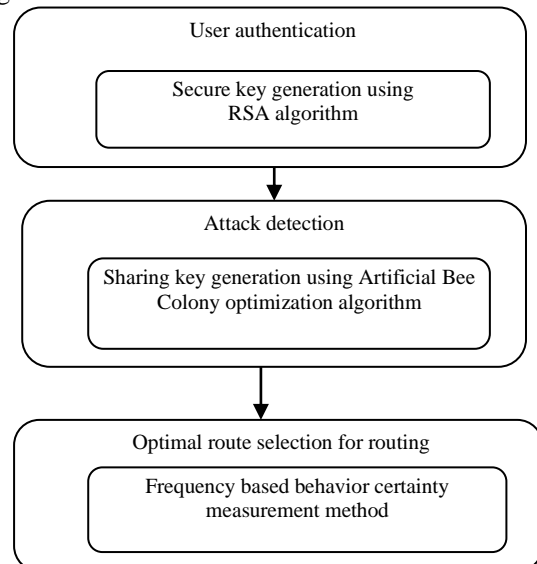 User authentication
Secure key generation using
RSA algorithm
Attack detection
Sharing key generation using Artificial Bee
Colony optimization algorithm
Optimal route selection for routing
Frequency based behavior certainty
measurement method